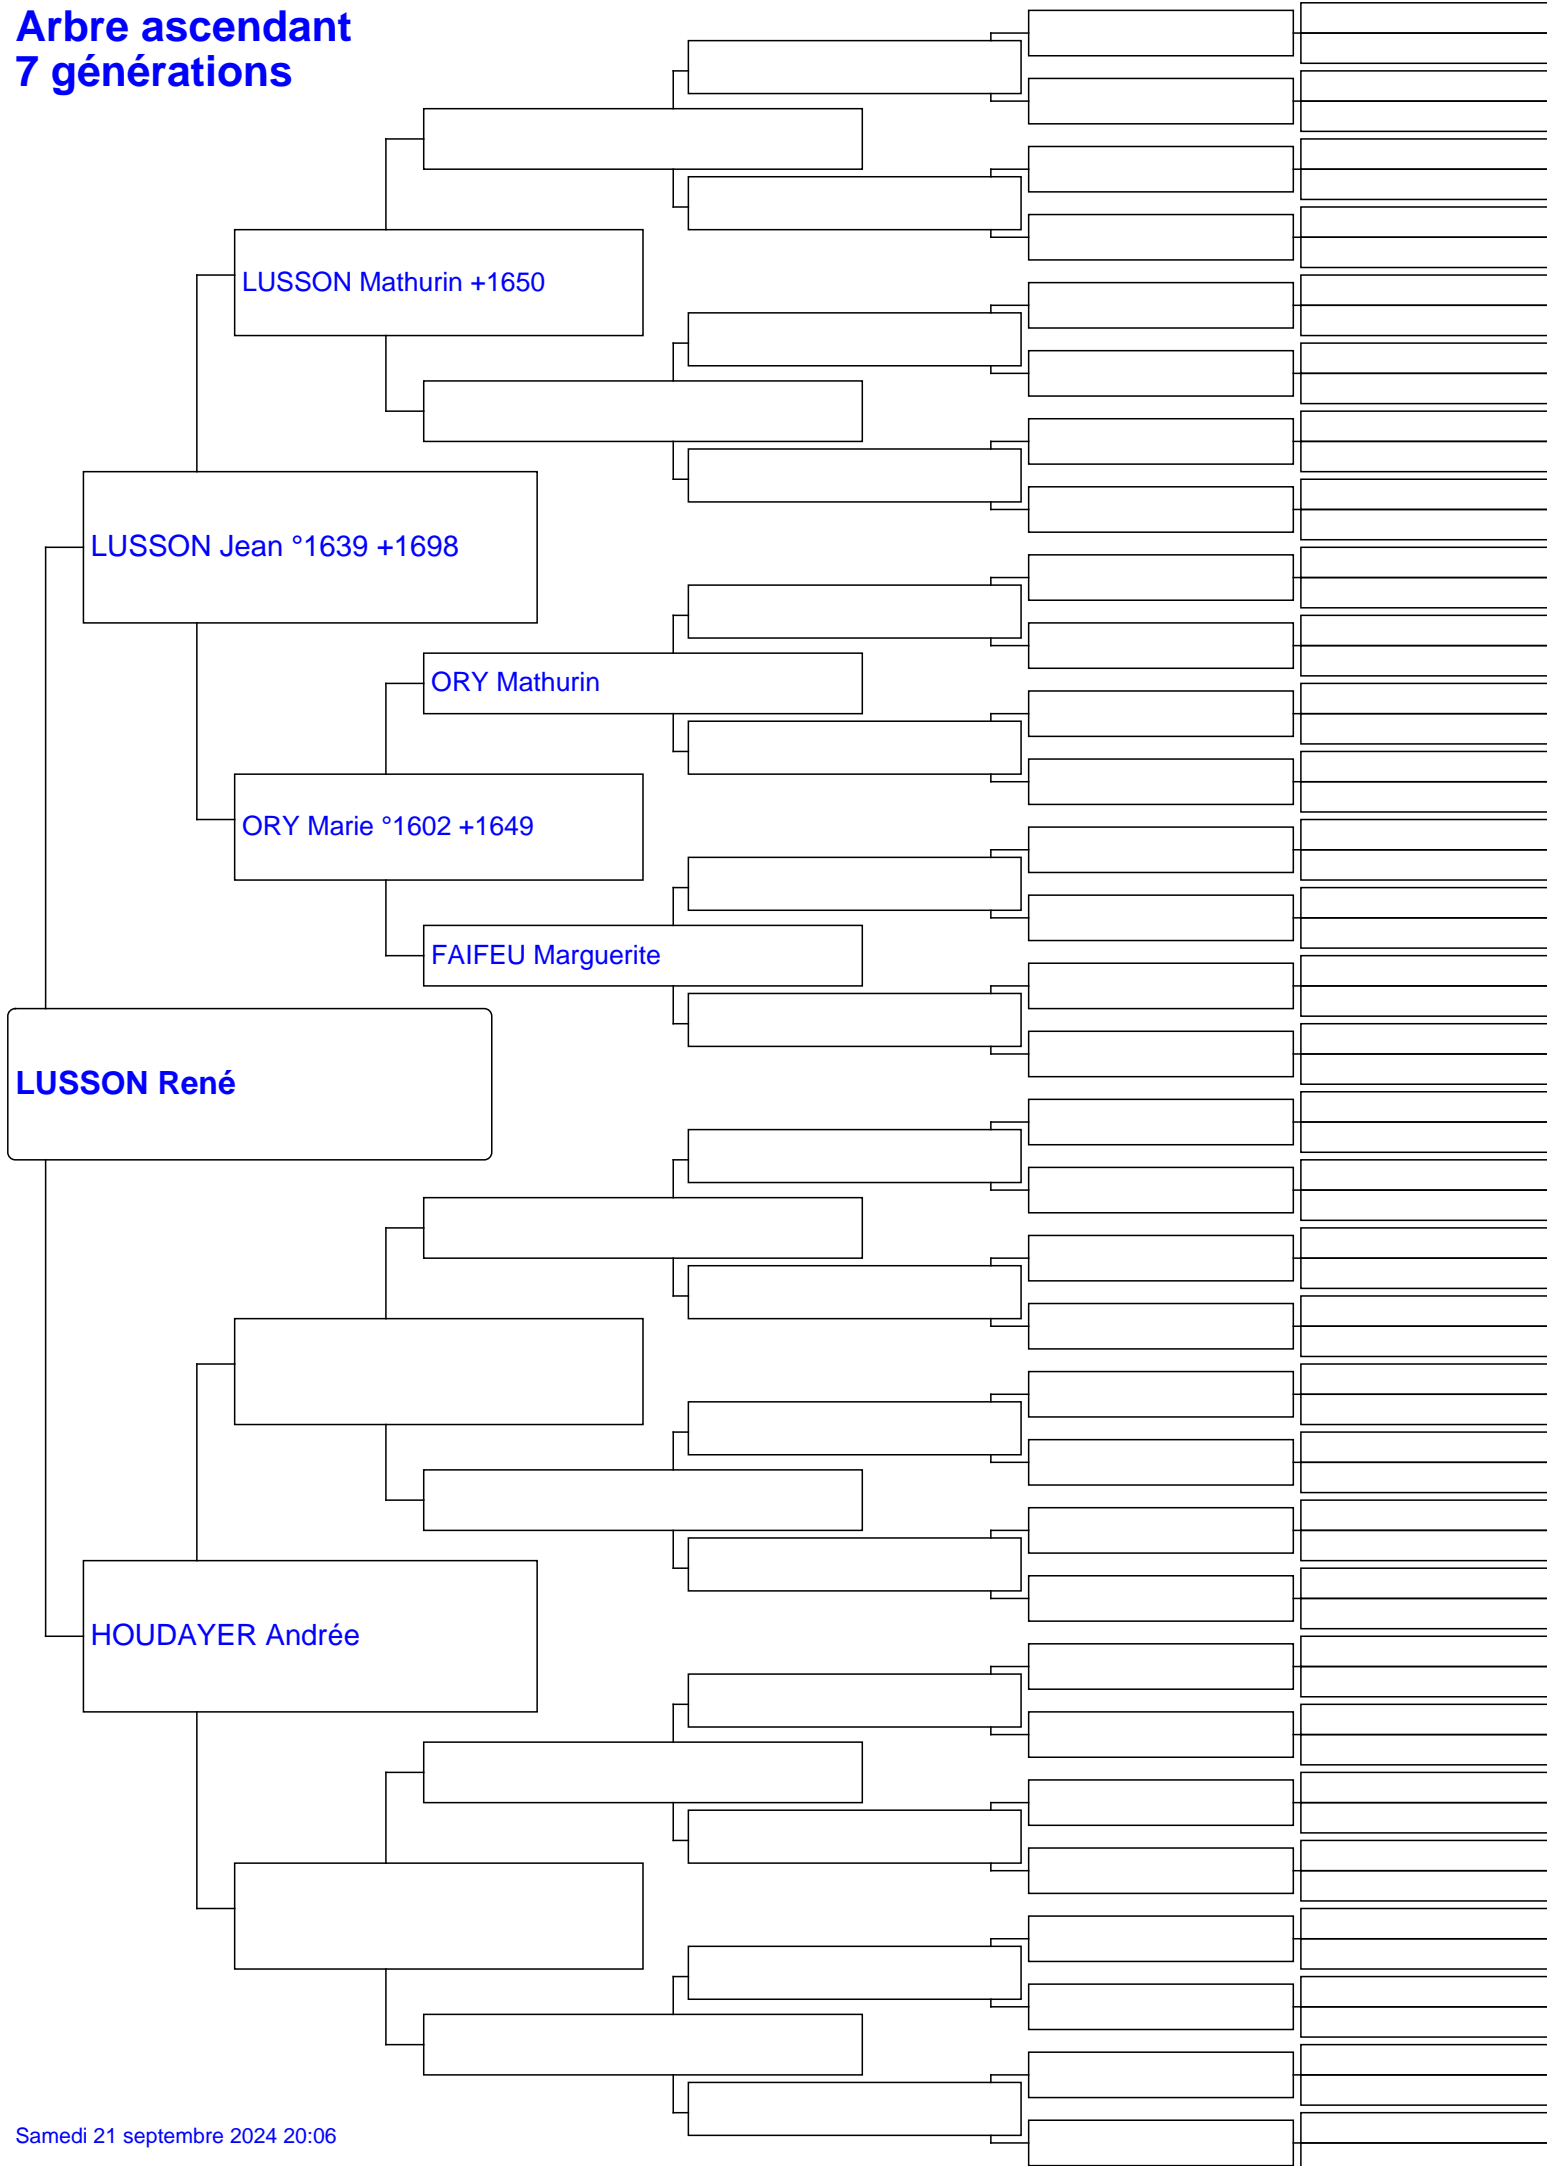 Arbre ascendant
7 générations
LUSSON Mathurin +1650
LUSSON Jean °1639 +1698
ORY Mathurin
ORY Marie °1602 +1649
FAIFEU Marguerite
LUSSON René
HOUDAYER Andrée
Samedi 21 septembre 2024 20:06